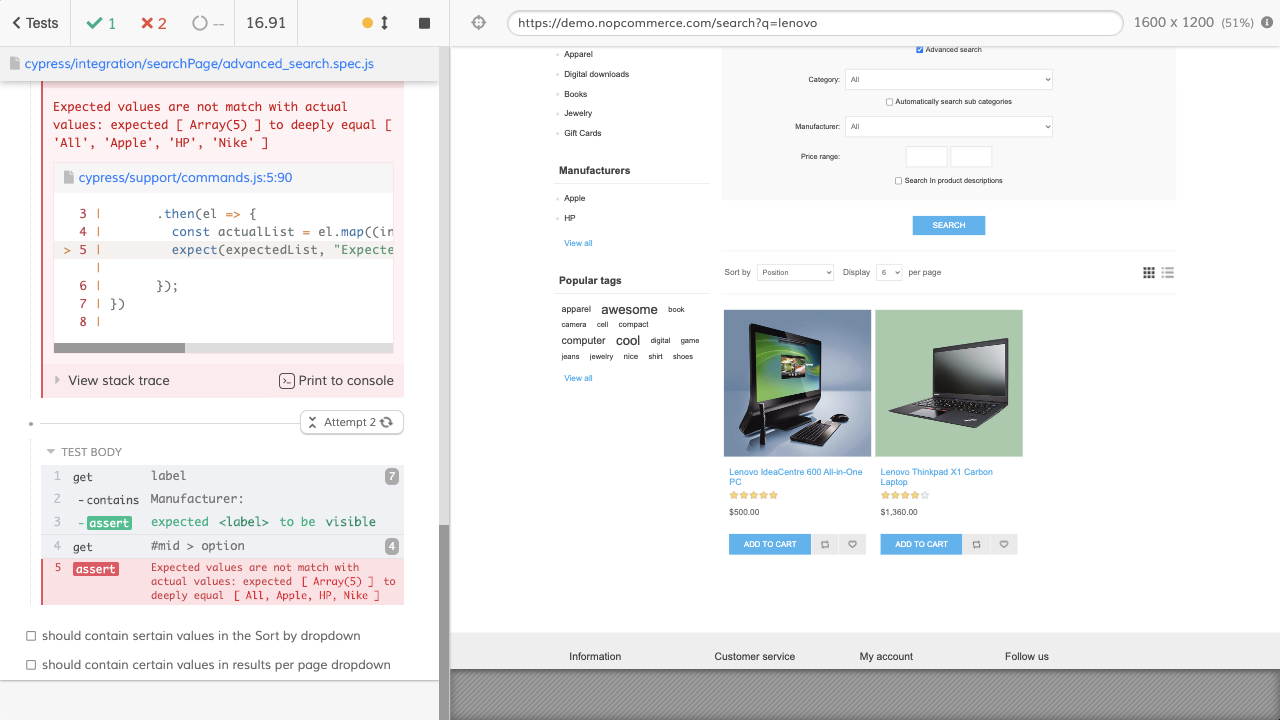 Tests
1
2
--
16.91
cypress/integration/searchPage/advanced_search.spec.js
Expected values are not match with actual
values: expected [ Array(5) ] to deeply equal [
'All', 'Apple', 'HP', 'Nike' ]
cypress/support/commands.js:5:90
3 | .then(el => {
4 | const actualList = el.map((in
> 5 | expect(expectedList, "Expecte
|
6 | });
7 | })
8 |
View stack trace
Print to console
Attempt 2
TEST BODY
1 get label 7
2 -contains Manufacturer:
3 -assert expected <label> to be visible
4 get #mid > option 4
5 assert Expected values are not match with
actual values: expected [ Array(5) ] to
deeply equal [ All, Apple, HP, Nike ]
should contain sertain values in the Sort by dropdown
should contain certain values in results per page dropdown
https://demo.nopcommerce.com/search?q=lenovo
1600 x 1200 (51%)
Apparel
Digital downloads
Books
Jewelry
Gift Cards
Manufacturers
Apple
HP
View all
Popular tags
apparel awesome book
camera cell compact
computer cool digital game
jeans jewelry nice shirt shoes
View all
Advanced search
Category: All
Automatically search sub categories
Manufacturer: All
Price range:
Search In product descriptions
SEARCH
Sort by Position Display 6 per page
Lenovo IdeaCentre 600 All-in-One
PC
$500.00
ADD TO CART
Lenovo Thinkpad X1 Carbon
Laptop
$1,360.00
ADD TO CART
Information
Customer service
My account
Follow us